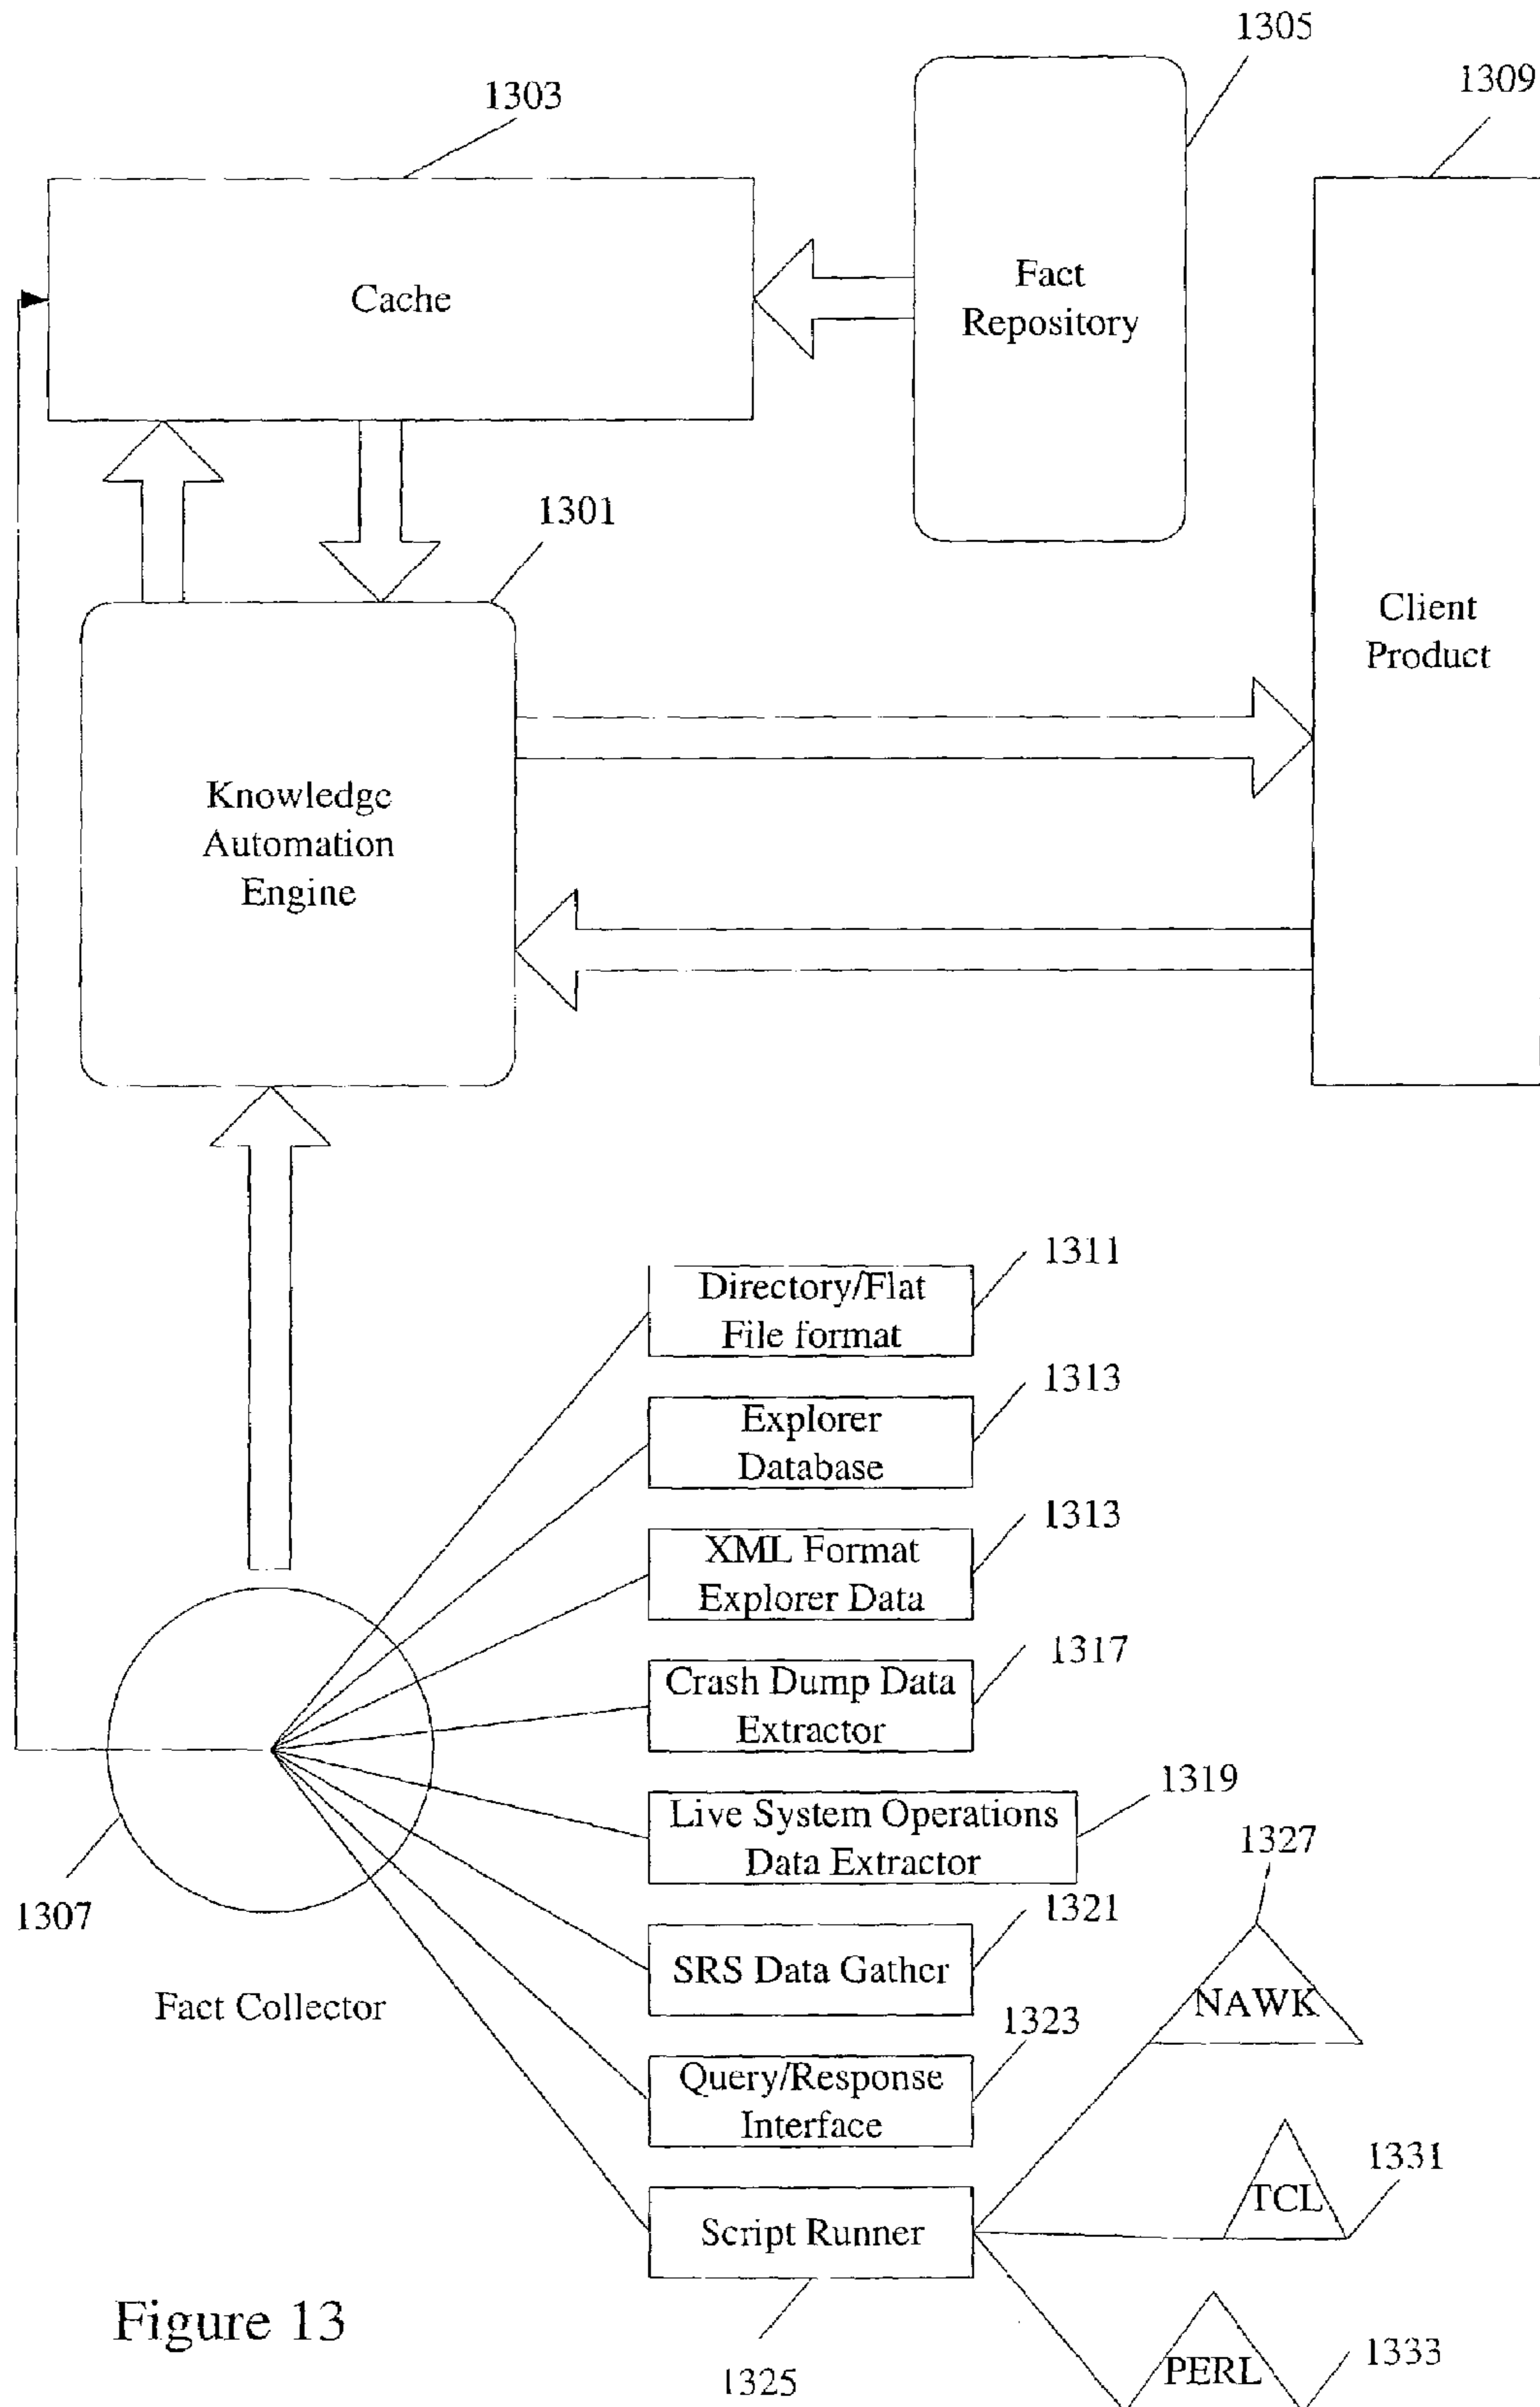 1305
1309
1303
Cache
Fact
Repository
1301
Client
Product
Knowledge
Automation
Engine
1311
Directory/Flat
File format
1313
Explorer
Database
1313
XML Format
Explorer Data
1317
Crash Dump Data
Extractor
1319
Live System Operations
Data Extractor
1327
1307
1321
SRS Data Gather
NAWK
Fact Collector
1323
Query/Response
Interface
1331
TCL
Script Runner
Figure 13
1333
PERL
1325